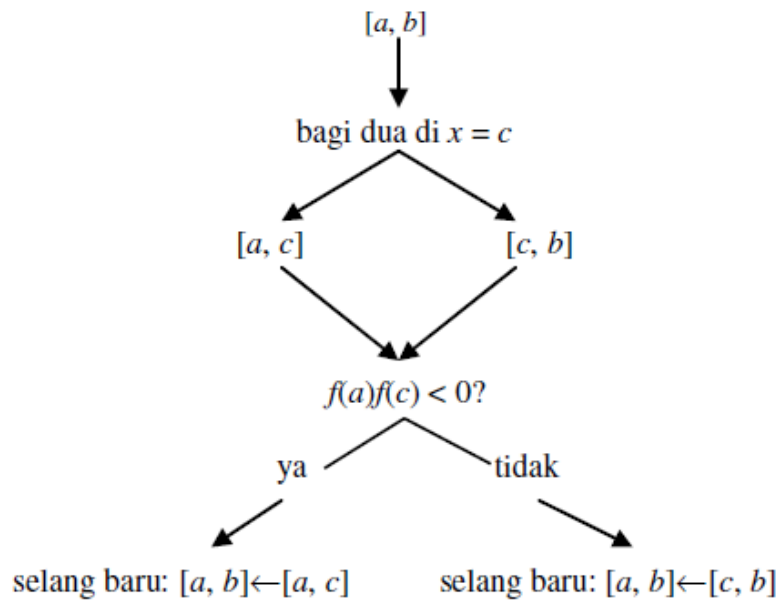 [a, b]
bagi dua di x = c
[a, c] [c, b]
f(a)f(c) < 0?
ya tidak
selang baru: [a, b]←[a, c] selang baru: [a, b]←[c, b]